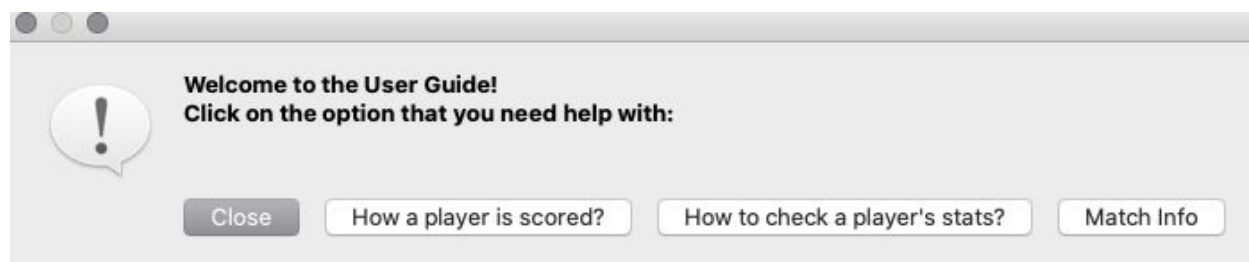 Welcome to the User Guide!
Click on the option that you need help with:
Close How a player is scored? How to check a player's stats? Match Info